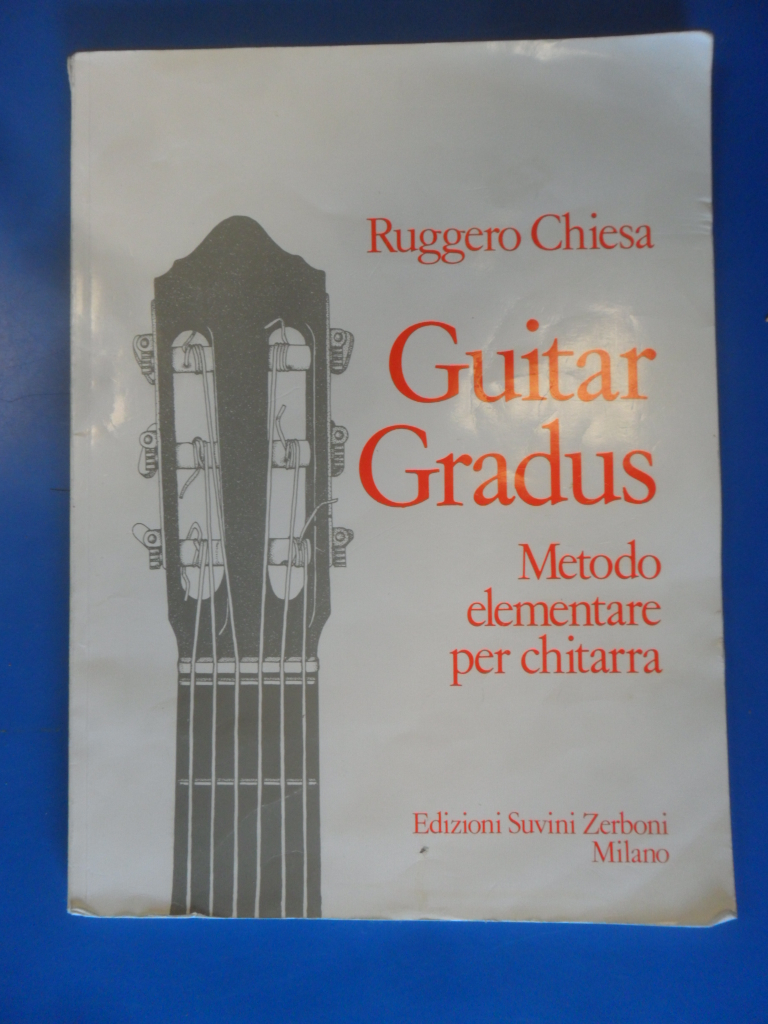 Ruggero Chiesa
Guitar
Gradus
Metodo
elementare
per chitarra
Edizioni Suvini Zerboni
Milano